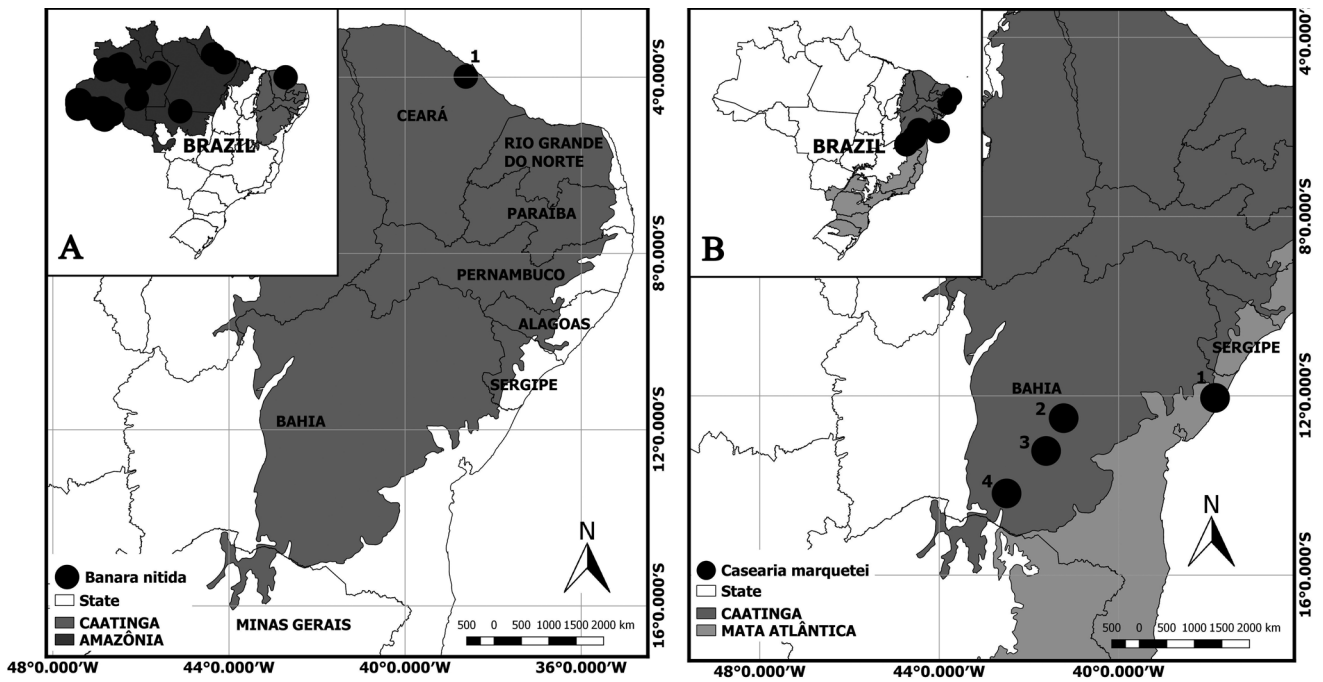 BRAZIL
A
1
CEARÁ
RIO GRANDE
DO NORTE
PARAÍBA
PERNAMBUCO
ALAGOAS
SERGIPE
BAHIA
MINAS GERAIS
N
Banara nitida
State
CAATINGA
AMAZÔNIA
500 0 500 1000 1500 2000 km
4°0.000'S
8°0.000'S
12°0.000'S
16°0.000'S
48°0.000'W 44°0.000'W 40°0.000'W 36°0.000'W
BRAZIL
B
SERGIPE
1
BAHIA
2
3
4
N
Casearia marquetei
State
CAATINGA
MATA ATLÂNTICA
500 0 500 1000 1500 2000 km
4°0.000'S
8°0.000'S
12°0.000'S
16°0.000'S
48°0.000'W 44°0.000'W 40°0.000'W